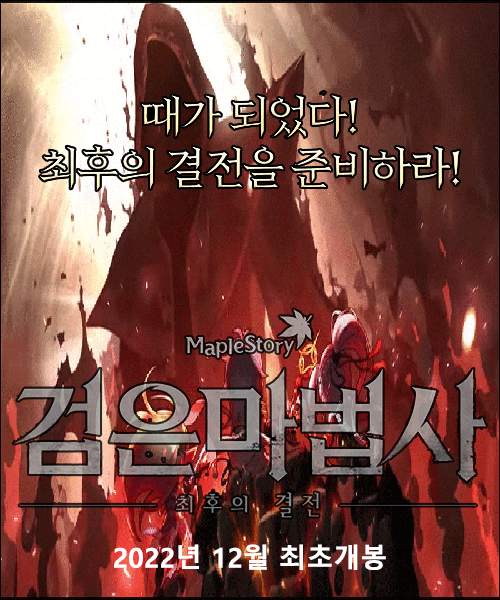 때가 되었다!
최후의 결전을 준비하라!
MapleStory
검은마법사
최후의 결전
2022년 12월 최초개봉